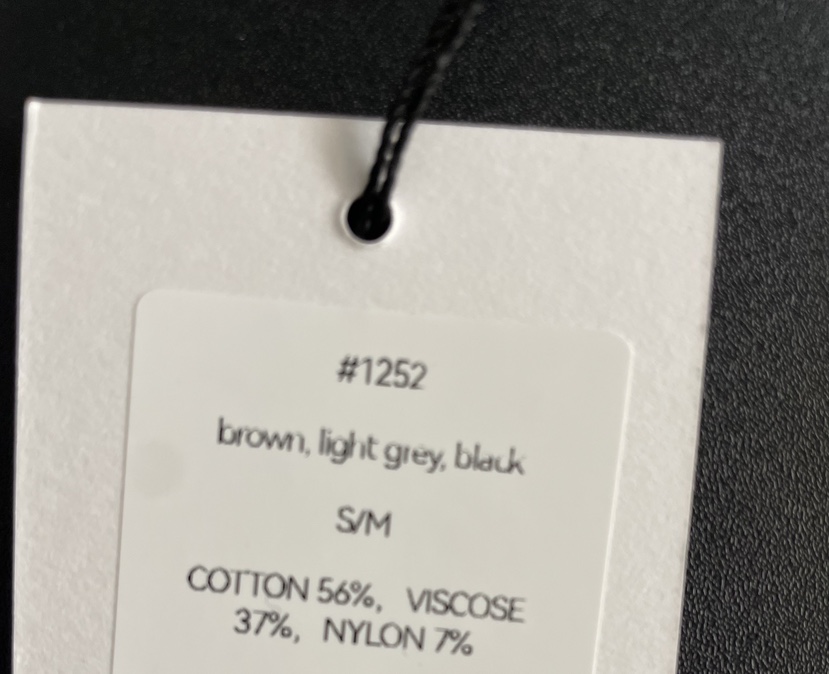 #1252
brown, light grey, black
S/M
COTTON 56%, VISCOSE
37%, NYLON 7%